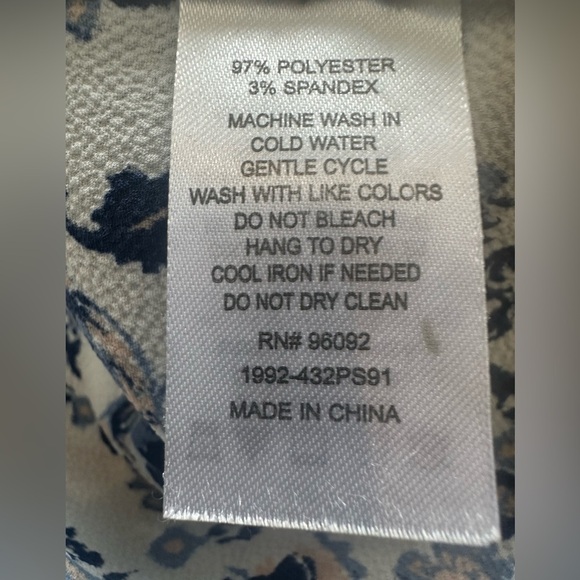 97% POLYESTER
3% SPANDEX
MACHINE WASH IN
COLD WATER
GENTLE CYCLE
WASH WITH LIKE COLORS
DO NOT BLEACH
HANG TO DRY
COOL IRON IF NEEDED
DO NOT DRY CLEAN
RN# 96092
1992-432PS91
MADE IN CHINA